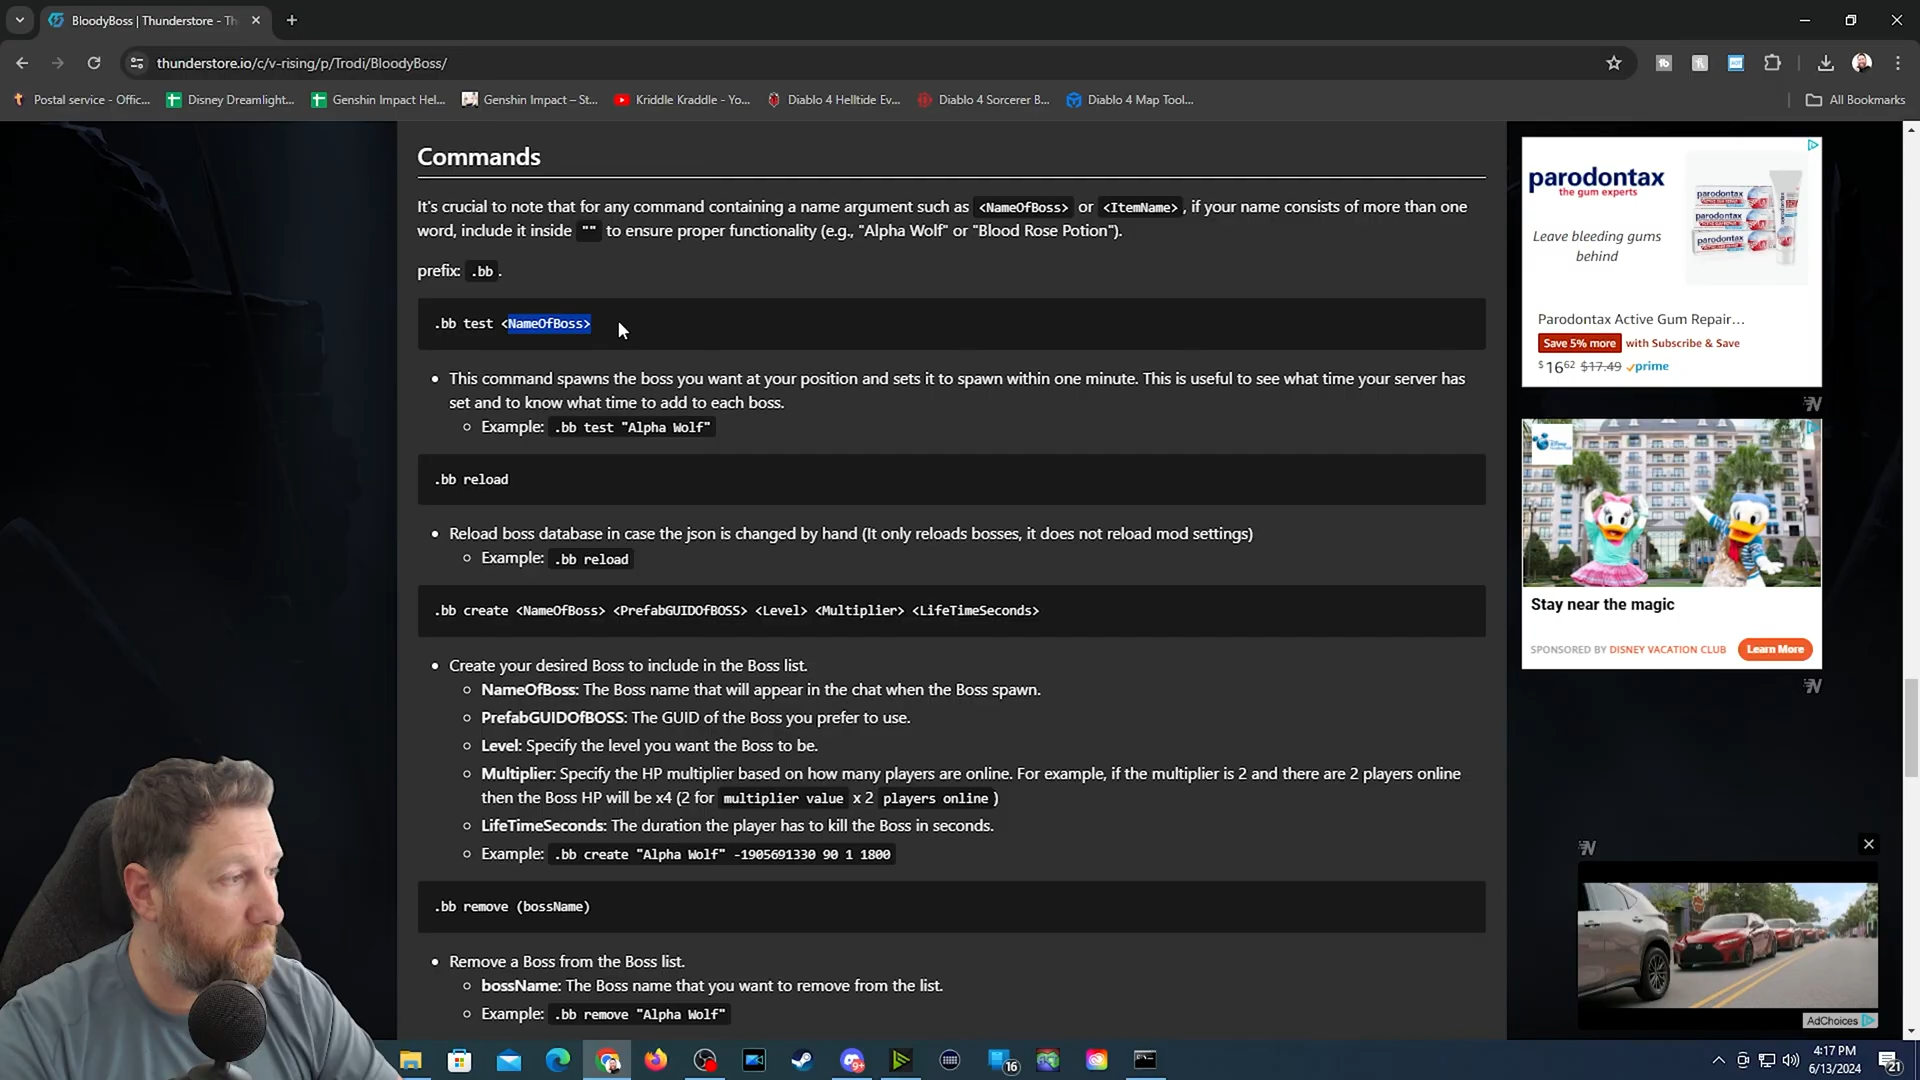 BloodyBoss | Thunderstore - Th
thunderstore.io/c/v-rising/p/Trodi/BloodyBoss/
Postal service - Offic...
Disney Dreamlight...
Genshin Impact Hel...
Genshin Impact – St...
Kriddle Kraddle - Yo...
Diablo 4 Helltide Ev...
Diablo 4 Sorcerer B...
Diablo 4 Map Tool...
All Bookmarks
Commands
It's crucial to note that for any command containing a name argument such as <NameOfBoss> or <ItemName>, if your name consists of more than one
word, include it inside "" to ensure proper functionality (e.g., "Alpha Wolf" or "Blood Rose Potion").
prefix: .bb .
.bb test <NameOfBoss>
This command spawns the boss you want at your position and sets it to spawn within one minute. This is useful to see what time your server has
set and to know what time to add to each boss.
Example: .bb test "Alpha Wolf"
.bb reload
Reload boss database in case the json is changed by hand (It only reloads bosses, it does not reload mod settings)
Example: .bb reload
.bb create <NameOfBoss> <PrefabGUIDOfBOSS> <Level> <Multiplier> <LifeTimeSeconds>
Create your desired Boss to include in the Boss list.
NameOfBoss: The Boss name that will appear in the chat when the Boss spawn.
PrefabGUIDOfBOSS: The GUID of the Boss you prefer to use.
Level: Specify the level you want the Boss to be.
Multiplier: Specify the HP multiplier based on how many players are online. For example, if the multiplier is 2 and there are 2 players online
then the Boss HP will be x4 (2 for multiplier value x 2 players online )
LifeTimeSeconds: The duration the player has to kill the Boss in seconds.
Example: .bb create "Alpha Wolf" -1905691330 90 1 1800
.bb remove (bossName)
Remove a Boss from the Boss list.
bossName: The Boss name that you want to remove from the list.
Example: .bb remove "Alpha Wolf"
parodontax
the gum experts
Leave bleeding gums
behind
Parodontax Active Gum Repair...
Save 5% more with Subscribe & Save
$16.62 $17.49 prime
Stay near the magic
SPONSORED BY DISNEY VACATION CLUB
Learn More
AdChoices
9+
16
4:17 PM
6/13/2024
21